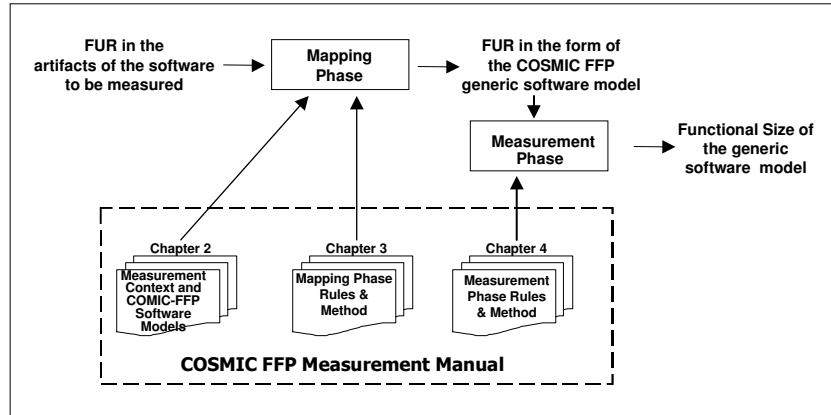 FUR in the
artifacts of the software
to be measured
Mapping
Phase
FUR in the form of
the COSMIC FFP
generic software model
Measurement
Phase
Functional Size of
the generic
software model
Chapter 2
Measurement
Context and
COMIC-FFP
Software
Models
Chapter 3
Mapping Phase
Rules &
Method
Chapter 4
Measurement
Phase Rules
& Method
COSMIC FFP Measurement Manual